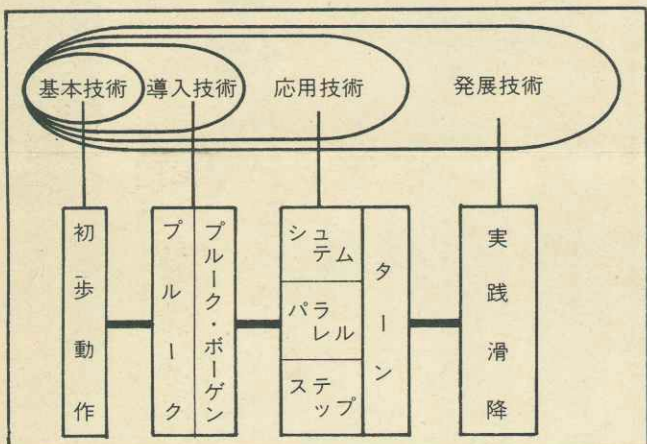 基本技術
導入技術
応用技術
発展技術
初歩動作
プルーク
プルーク・ボーゲン
シュテム
パラレル
ステップ
ターン
実践滑降